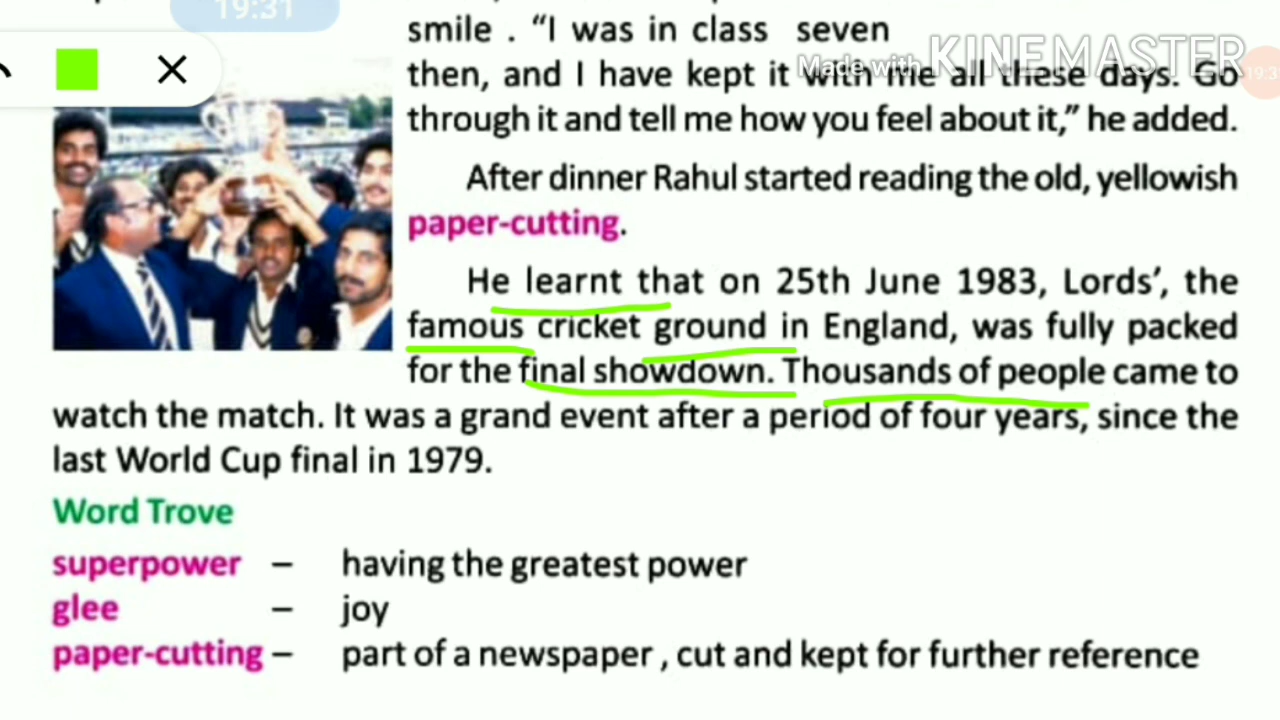 19:31
smile . “I was in class seven
then, and I have kept it with me all these days. Go
Made with KINEMASTER
19:3
through it and tell me how you feel about it,” he added.
After dinner Rahul started reading the old, yellowish
paper-cutting.
He learnt that on 25th June 1983, Lords’, the
famous cricket ground in England, was fully packed
for the final showdown. Thousands of people came to
watch the match. It was a grand event after a period of four years, since the
last World Cup final in 1979.
Word Trove
superpower – having the greatest power
glee – joy
paper-cutting – part of a newspaper , cut and kept for further reference